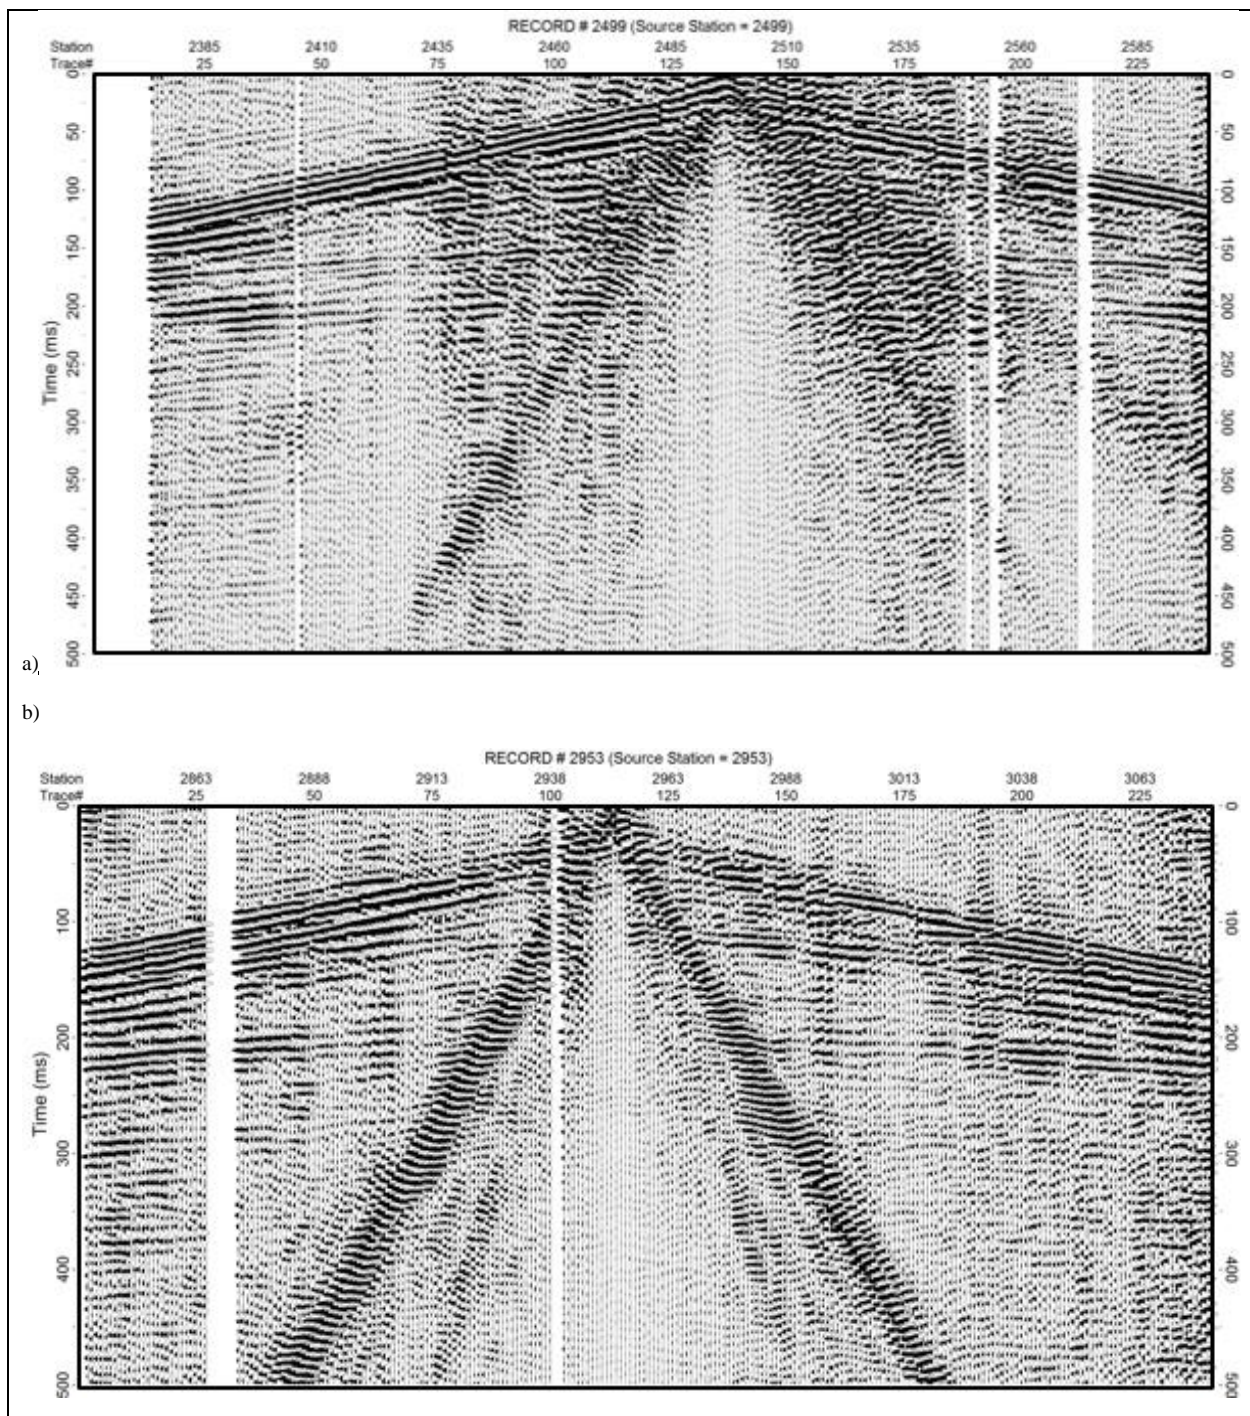 RECORD # 2499 (Source Station = 2499)
Station 2385 2410 2435 2460 2485 2510 2535 2560 2585
Trace# 25 50 75 100 125 150 175 200 225
0 0
50 50
100 100
150 150
200 200
250 250
300 300
350 350
400 400
450 450
500 500
Time (ms)
a)
b)
RECORD # 2953 (Source Station = 2953)
Station 2863 2888 2913 2938 2963 2988 3013 3038 3063
Trace# 25 50 75 100 125 150 175 200 225
0 0
100 100
200 200
300 300
400 400
500 500
Time (ms)